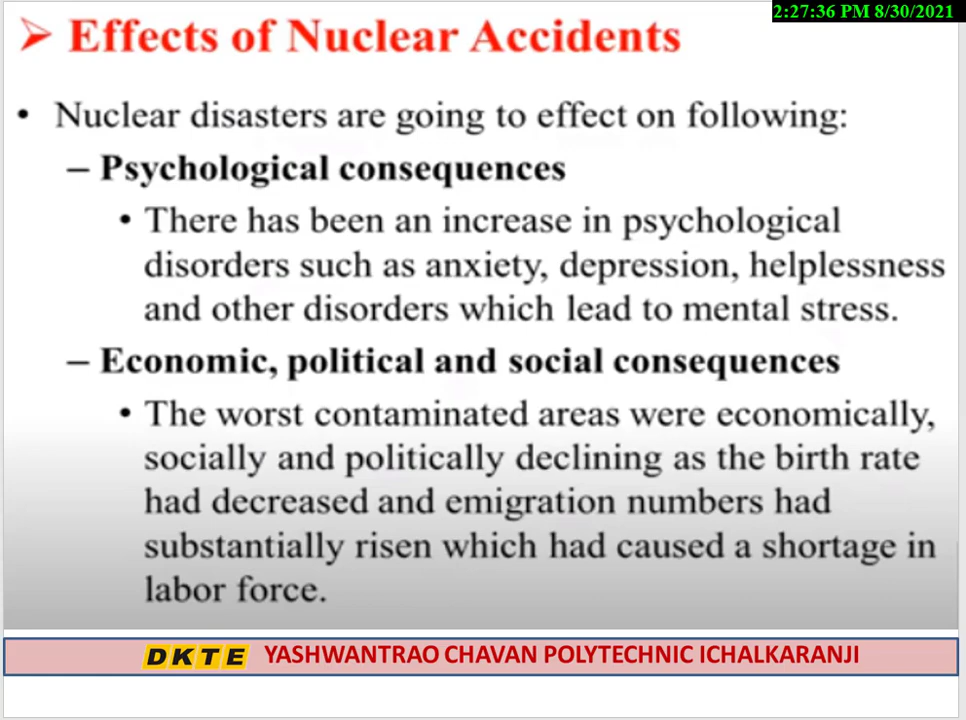 2:27:36 PM 8/30/2021
➢ Effects of Nuclear Accidents
• Nuclear disasters are going to effect on following:
– Psychological consequences
• There has been an increase in psychological
disorders such as anxiety, depression, helplessness
and other disorders which lead to mental stress.
– Economic, political and social consequences
• The worst contaminated areas were economically,
socially and politically declining as the birth rate
had decreased and emigration numbers had
substantially risen which had caused a shortage in
labor force.
DKTE YASHWANTRAO CHAVAN POLYTECHNIC ICHALKARANJI